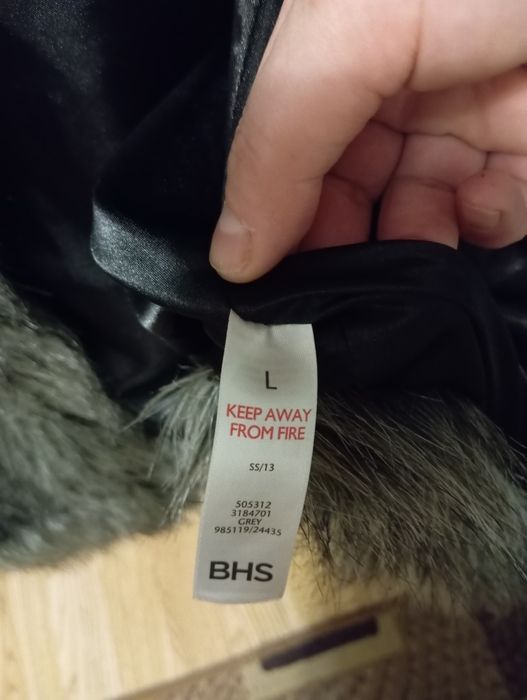 L
KEEP AWAY
FROM FIRE
SS/13
505312
3184701
GREY
985119/24435
BHS